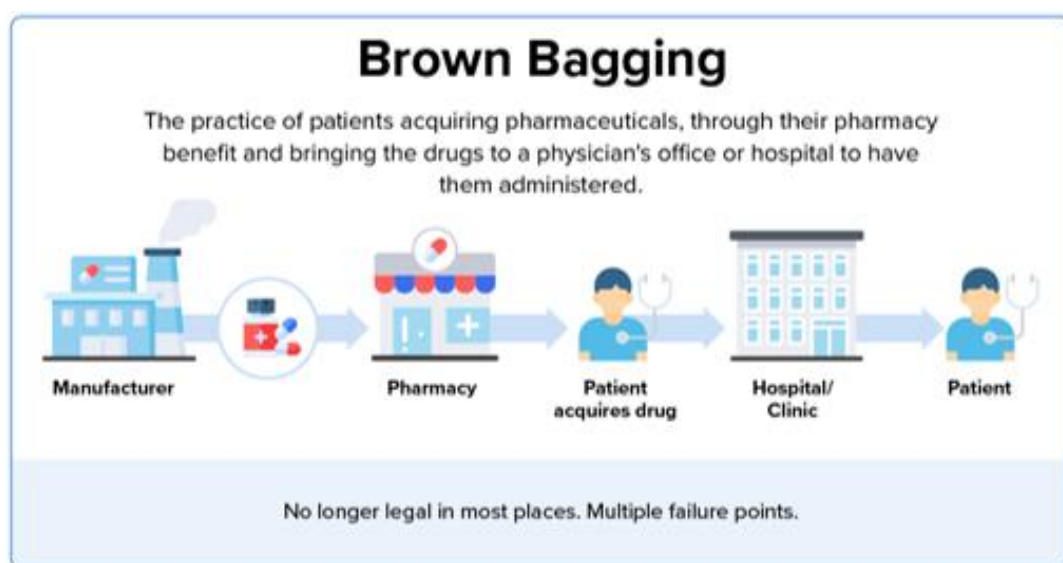 Brown Bagging
The practice of patients acquiring pharmaceuticals, through their pharmacy
benefit and bringing the drugs to a physician's office or hospital to have
them administered.
Manufacturer
Pharmacy
Patient
acquires drug
Hospital/
Clinic
Patient
No longer legal in most places. Multiple failure points.